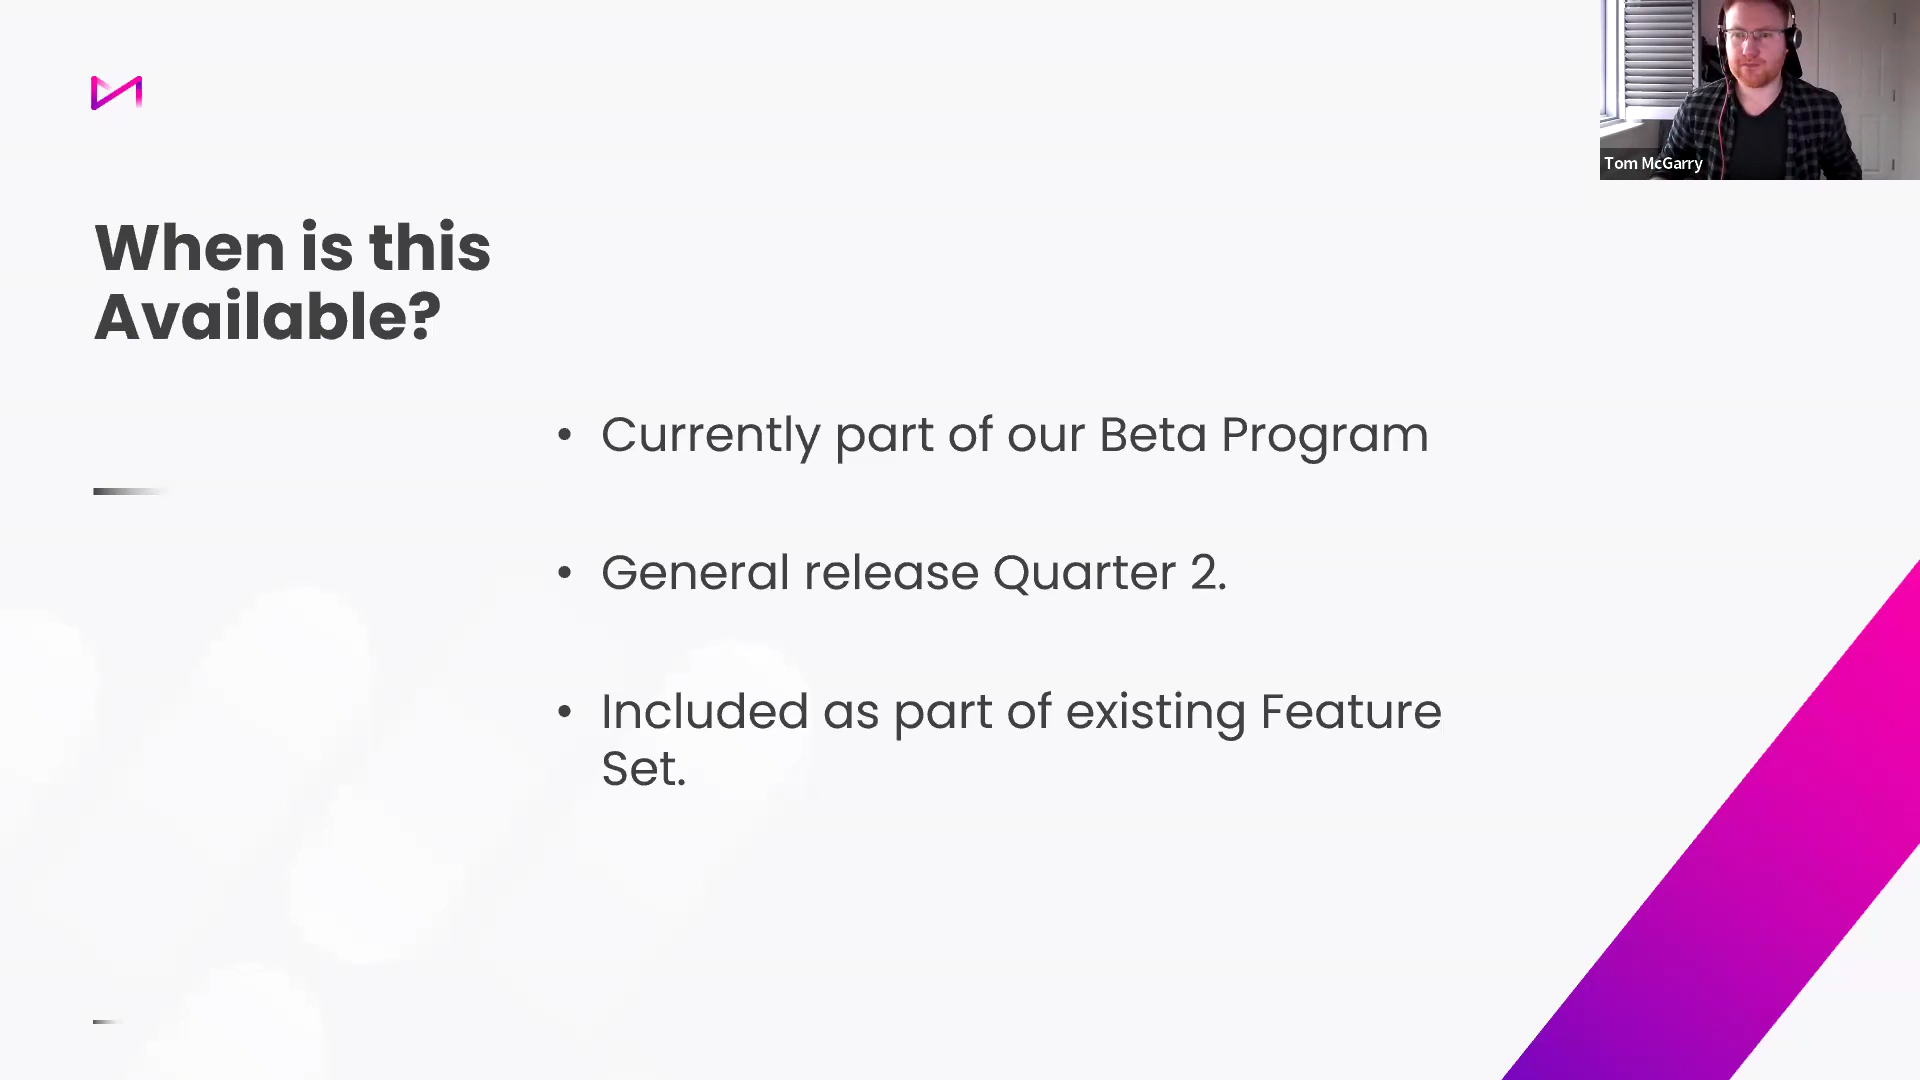 Tom McGarry
When is this
Available?
• Currently part of our Beta Program
• General release Quarter 2.
• Included as part of existing Feature
Set.